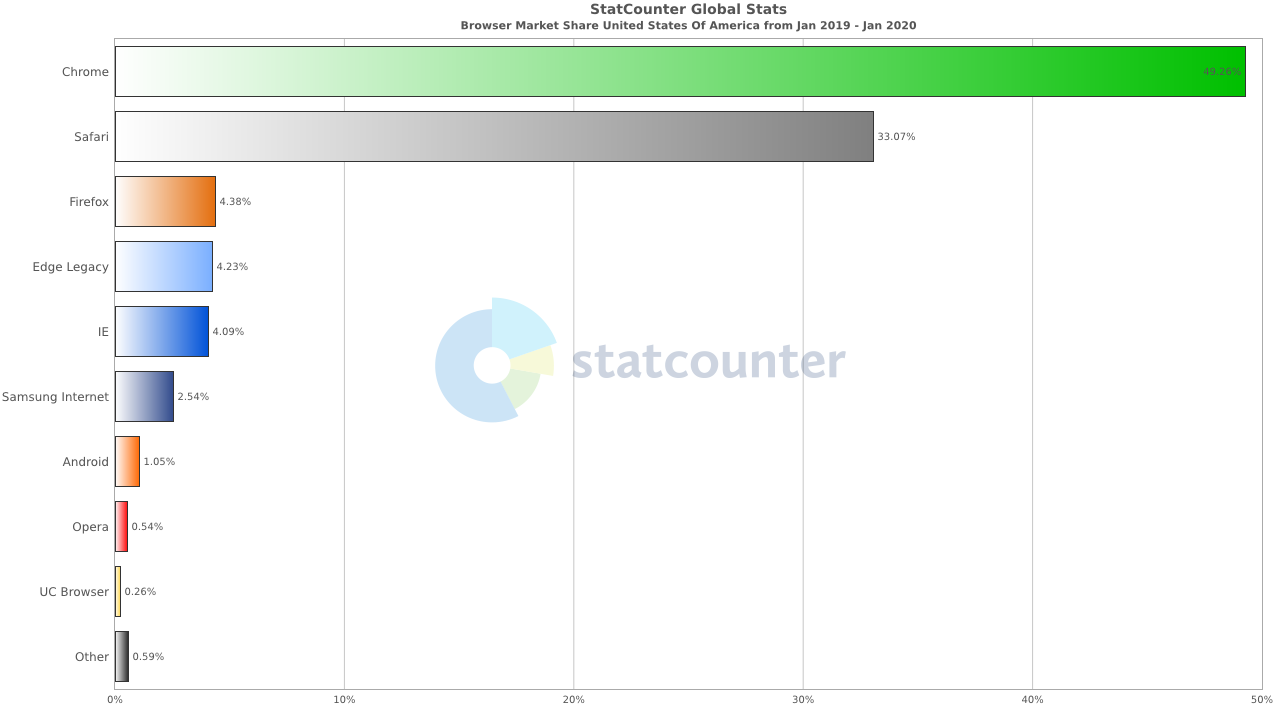 StatCounter Global Stats
Browser Market Share United States Of America from Jan 2019 - Jan 2020
Chrome 49.26%
Safari 33.07%
Firefox 4.38%
Edge Legacy 4.23%
IE 4.09%
statcounter
Samsung Internet 2.54%
Android 1.05%
Opera 0.54%
UC Browser 0.26%
Other 0.59%
0% 10% 20% 30% 40% 50%